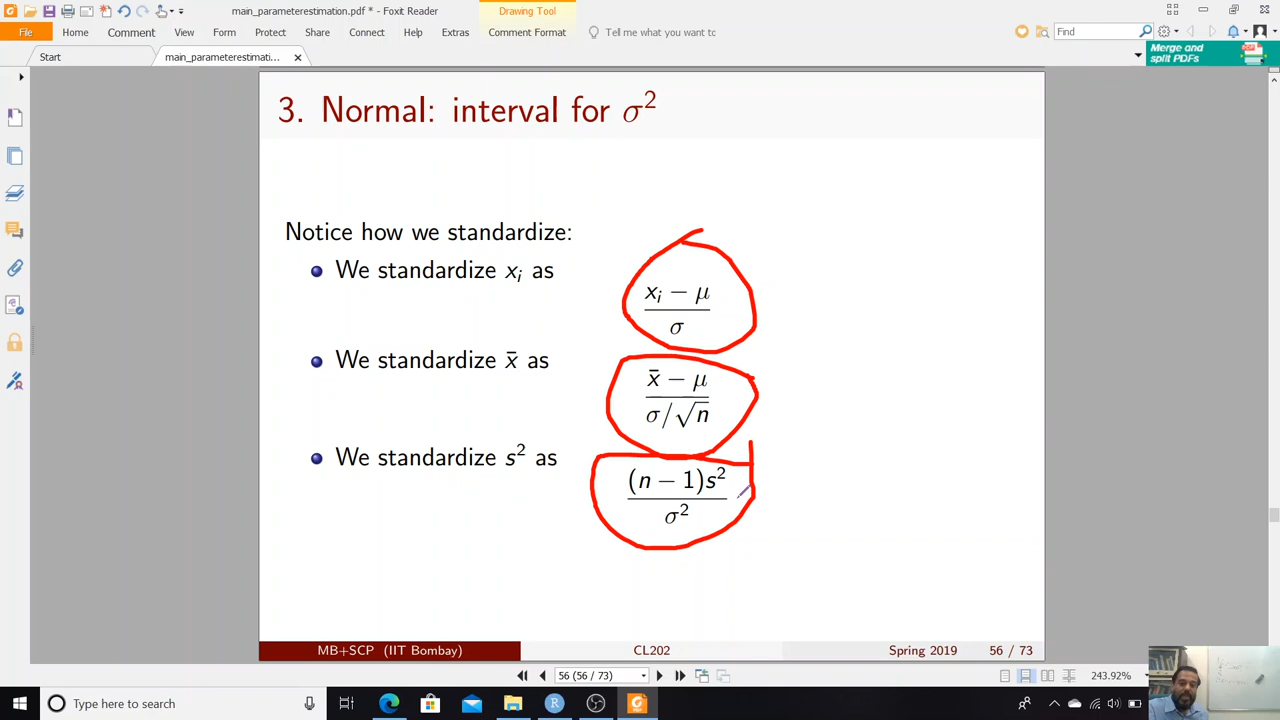 main_parameterestimation.pdf * - Foxit Reader
Drawing Tool
File
Home
Comment
View
Form
Protect
Share
Connect
Help
Extras
Comment Format
Tell me what you want to
Find
Start
main_parameterestimati...
Merge and
split PDFs
3. Normal: interval for σ²
Notice how we standardize:
We standardize xᵢ as
xᵢ − μ
σ
We standardize x̄ as
x̄ − μ
σ/√n
We standardize s² as
(n − 1)s²
σ²
MB+SCP (IIT Bombay)
CL202
Spring 2019
56 / 73
56 (56 / 73)
243.92%
Type here to search